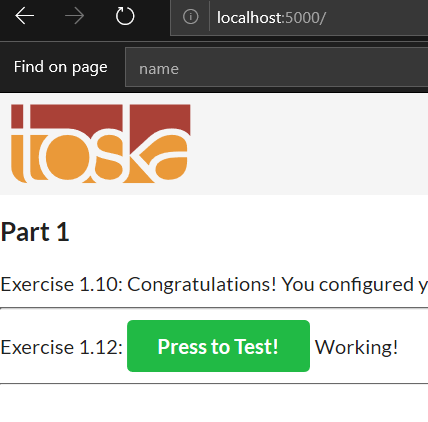 localhost:5000/
Find on page
name
toska
Part 1
Exercise 1.10: Congratulations! You configured y
Exercise 1.12: Press to Test! Working!